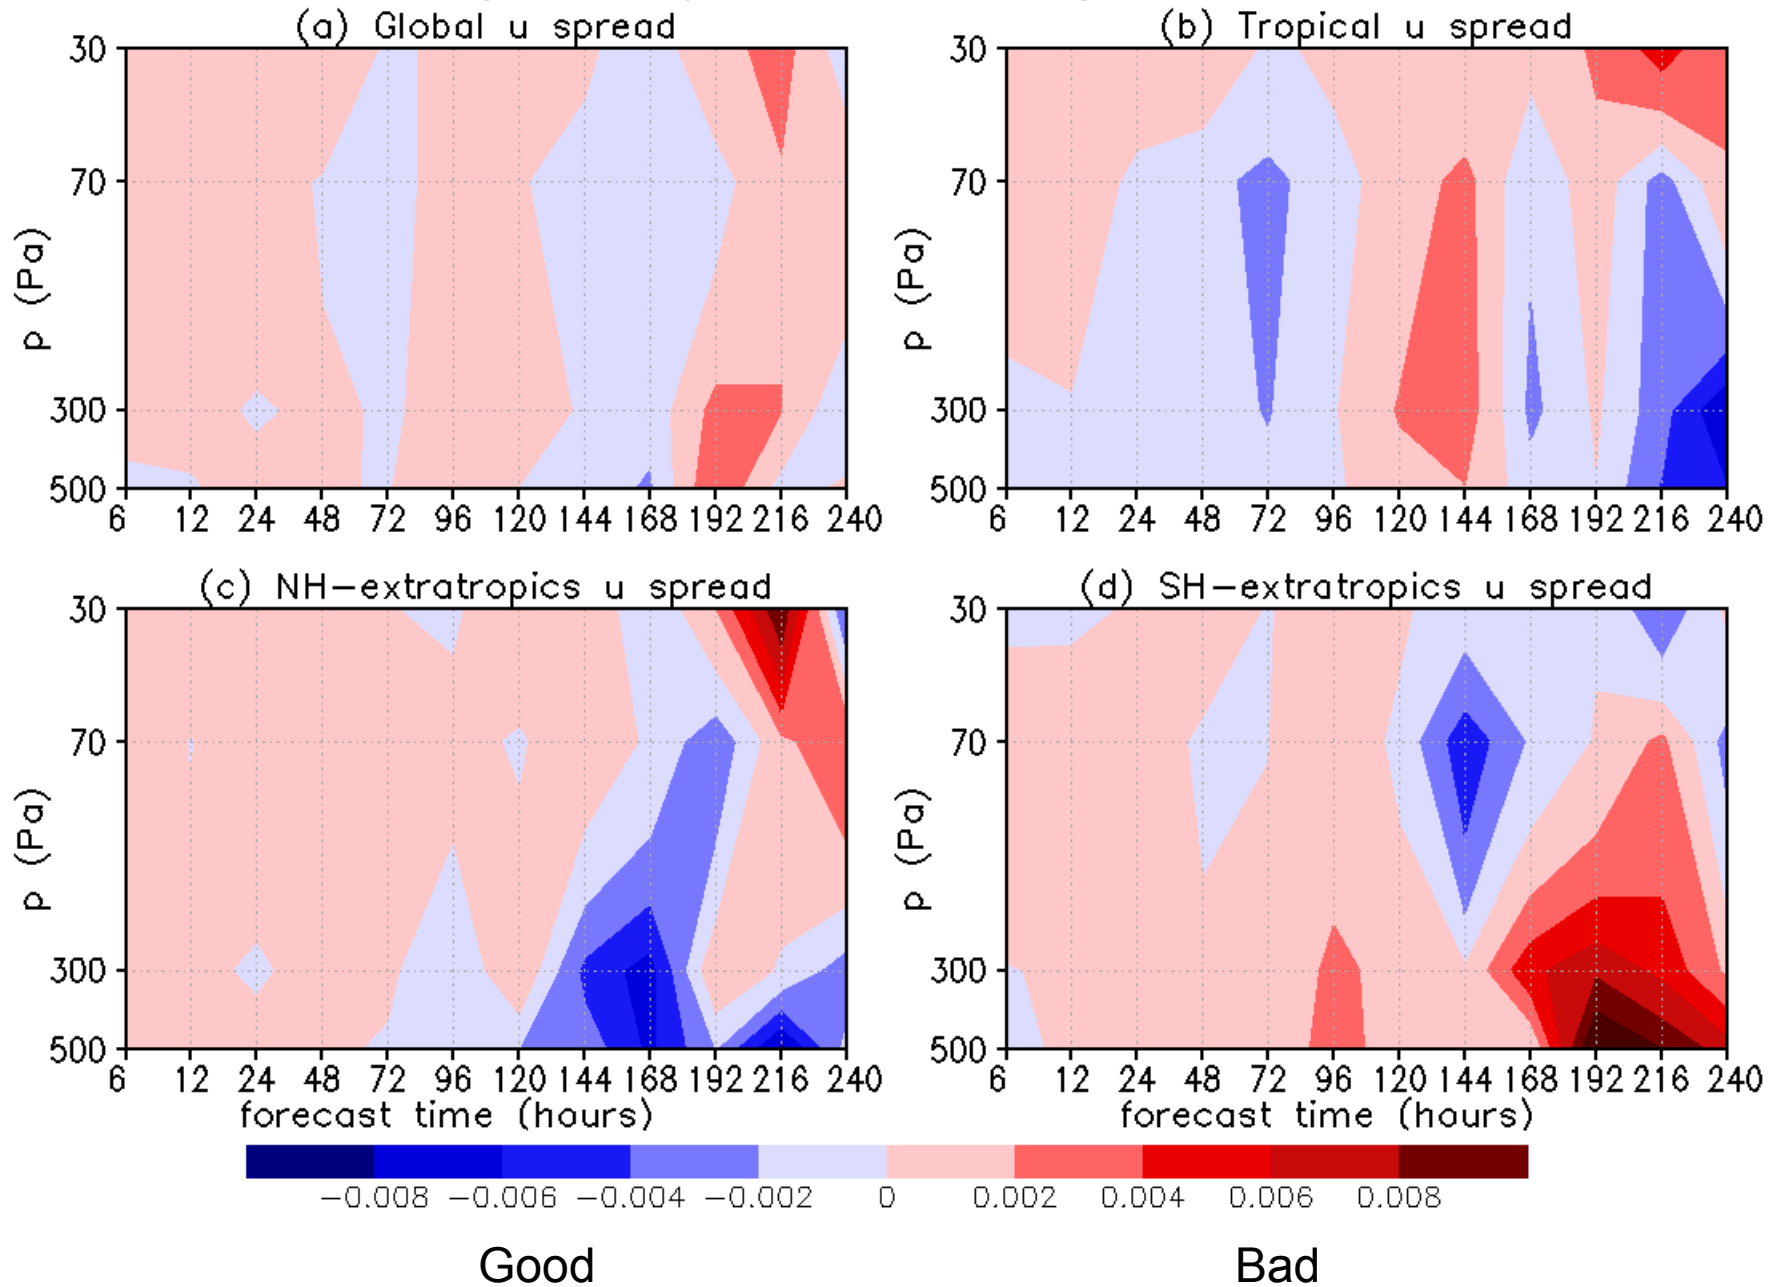 (a) Global u spread
(b) Tropical u spread
30
70
300
500
p (Pa)
6 12 24 48 72 96 120 144 168 192 216 240
30
70
300
500
p (Pa)
6 12 24 48 72 96 120 144 168 192 216 240
(c) NH-extratropics u spread
(d) SH-extratropics u spread
30
70
300
500
p (Pa)
6 12 24 48 72 96 120 144 168 192 216 240
forecast time (hours)
30
70
300
500
p (Pa)
6 12 24 48 72 96 120 144 168 192 216 240
forecast time (hours)
-0.008 -0.006 -0.004 -0.002 0 0.002 0.004 0.006 0.008
Good Bad